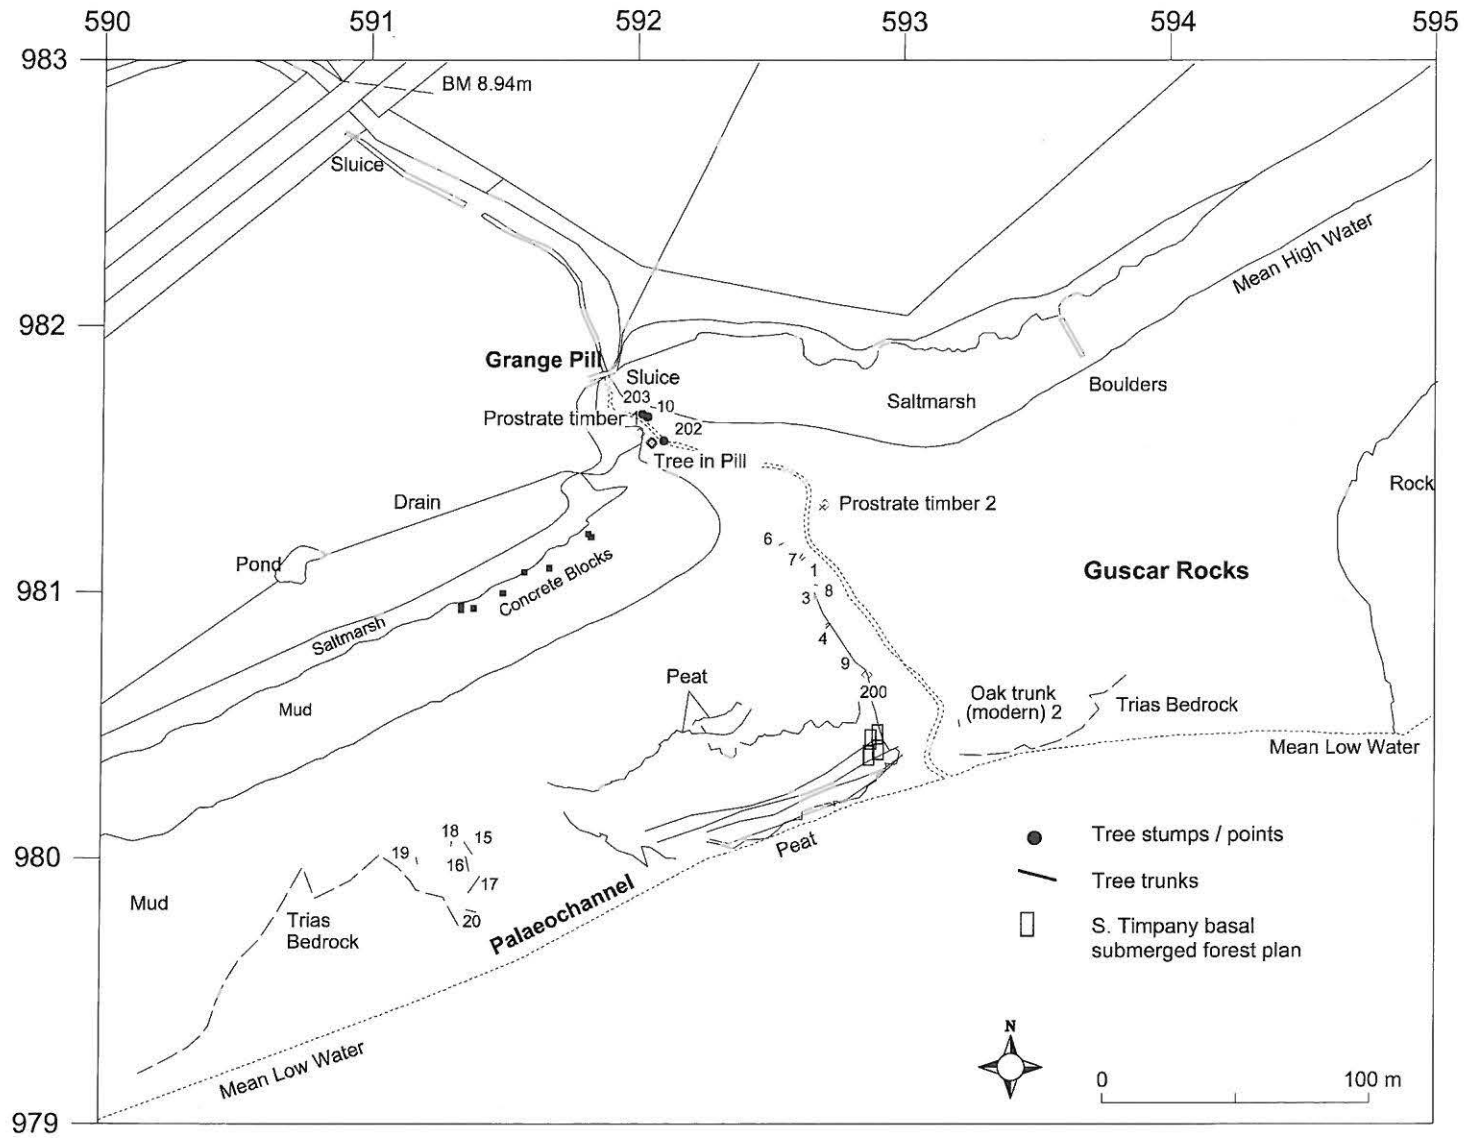 590 591 592 593 594 595
983
BM 8.94m
Sluice
Mean High Water
982
Grange Pill
Sluice
Boulders
203
10
Saltmarsh
Prostrate timber 1
202
Tree in Pill
Rock
Drain
Prostrate timber 2
6
7
Pond
1
Guscar Rocks
981
Concrete Blocks
3
8
Saltmarsh
4
9
Peat
200
Oak trunk
(modern) 2
Trias Bedrock
Mud
Mean Low Water
18
15
Peat
Tree stumps / points
980
19
16
17
Tree trunks
Mud
20
Trias
Bedrock
Palaeochannel
S. Timpany basal
submerged forest plan
N
Mean Low Water
0 100 m
979